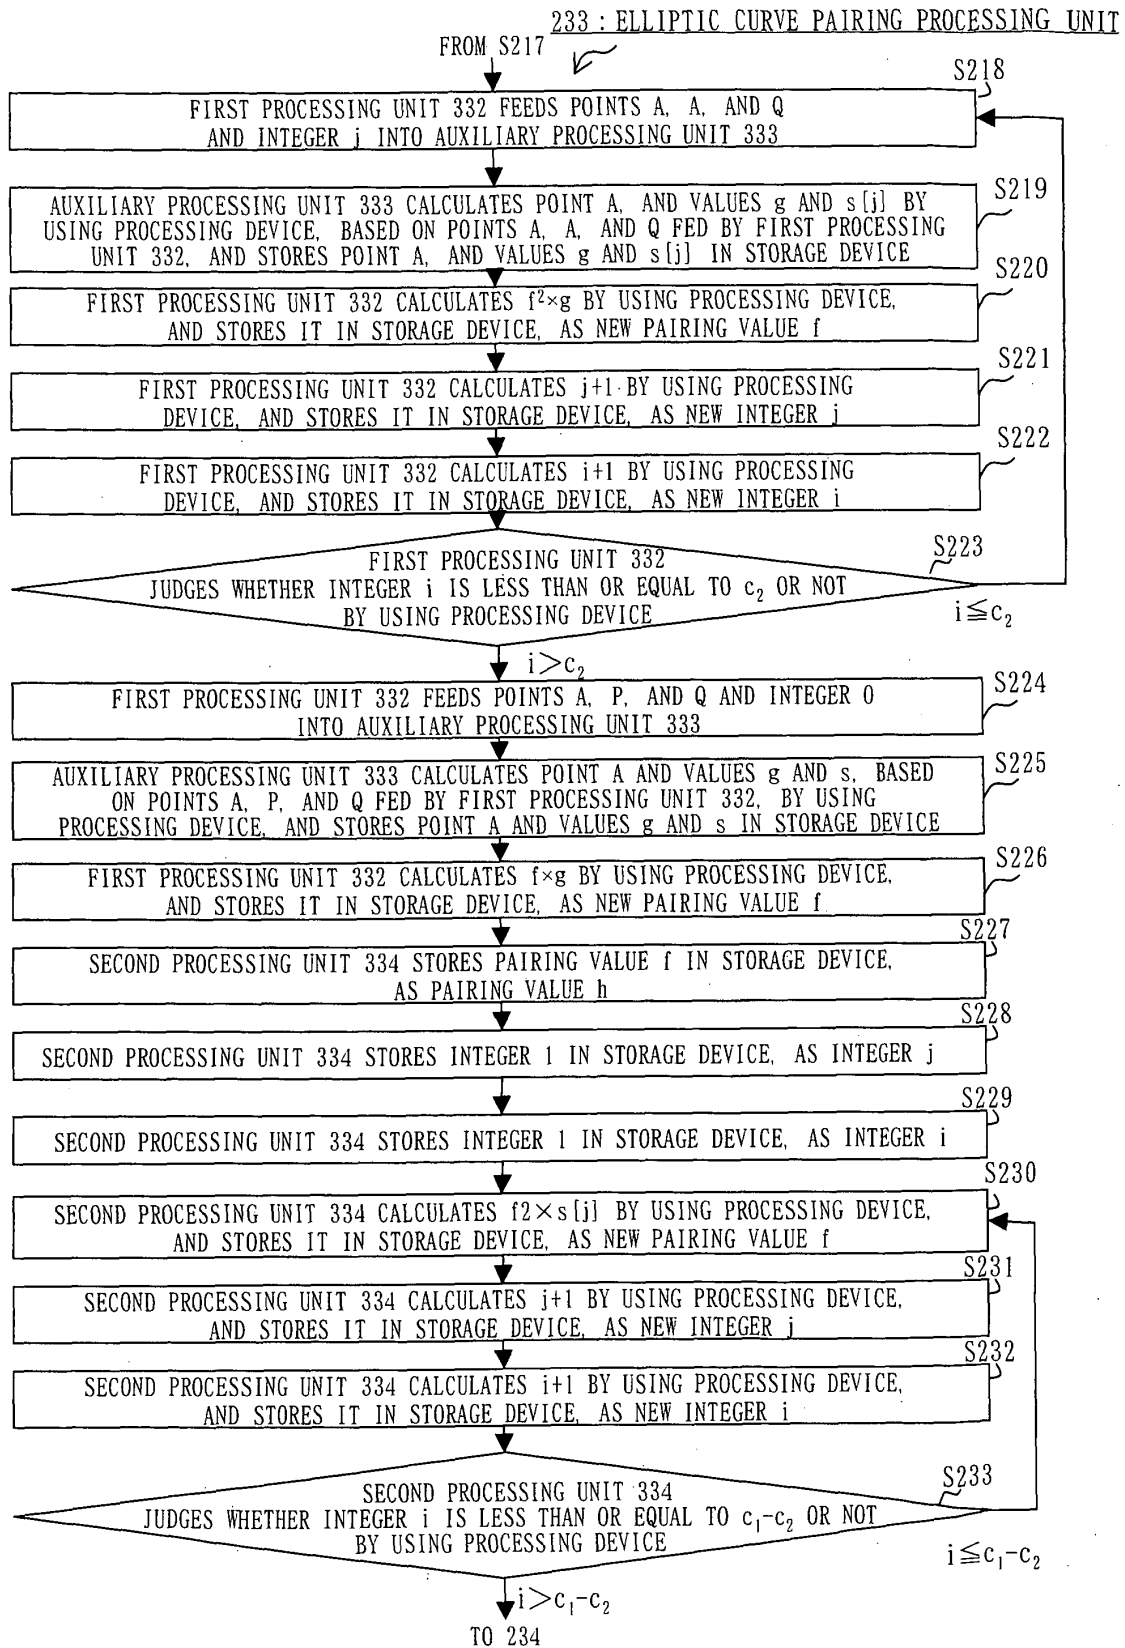 233 : ELLIPTIC CURVE PAIRING PROCESSING UNIT
FROM S217
S218
FIRST PROCESSING UNIT 332 FEEDS POINTS A, A, AND Q
AND INTEGER j INTO AUXILIARY PROCESSING UNIT 333
S219
AUXILIARY PROCESSING UNIT 333 CALCULATES POINT A, AND VALUES g AND s[j] BY
USING PROCESSING DEVICE, BASED ON POINTS A, A, AND Q FED BY FIRST PROCESSING
UNIT 332, AND STORES POINT A, AND VALUES g AND s[j] IN STORAGE DEVICE
S220
FIRST PROCESSING UNIT 332 CALCULATES f²×g BY USING PROCESSING DEVICE,
AND STORES IT IN STORAGE DEVICE, AS NEW PAIRING VALUE f
S221
FIRST PROCESSING UNIT 332 CALCULATES j+1 BY USING PROCESSING
DEVICE, AND STORES IT IN STORAGE DEVICE, AS NEW INTEGER j
S222
FIRST PROCESSING UNIT 332 CALCULATES i+1 BY USING PROCESSING
DEVICE, AND STORES IT IN STORAGE DEVICE, AS NEW INTEGER i
S223
FIRST PROCESSING UNIT 332
JUDGES WHETHER INTEGER i IS LESS THAN OR EQUAL TO c₂ OR NOT
BY USING PROCESSING DEVICE
i≦c₂
i>c₂
S224
FIRST PROCESSING UNIT 332 FEEDS POINTS A, P, AND Q AND INTEGER 0
INTO AUXILIARY PROCESSING UNIT 333
S225
AUXILIARY PROCESSING UNIT 333 CALCULATES POINT A AND VALUES g AND s, BASED
ON POINTS A, P, AND Q FED BY FIRST PROCESSING UNIT 332, BY USING
PROCESSING DEVICE, AND STORES POINT A AND VALUES g AND s IN STORAGE DEVICE
S226
FIRST PROCESSING UNIT 332 CALCULATES f×g BY USING PROCESSING DEVICE,
AND STORES IT IN STORAGE DEVICE, AS NEW PAIRING VALUE f
S227
SECOND PROCESSING UNIT 334 STORES PAIRING VALUE f IN STORAGE DEVICE,
AS PAIRING VALUE h
S228
SECOND PROCESSING UNIT 334 STORES INTEGER 1 IN STORAGE DEVICE, AS INTEGER j
S229
SECOND PROCESSING UNIT 334 STORES INTEGER 1 IN STORAGE DEVICE, AS INTEGER i
S230
SECOND PROCESSING UNIT 334 CALCULATES f2×s[j] BY USING PROCESSING DEVICE,
AND STORES IT IN STORAGE DEVICE, AS NEW PAIRING VALUE f
S231
SECOND PROCESSING UNIT 334 CALCULATES j+1 BY USING PROCESSING DEVICE,
AND STORES IT IN STORAGE DEVICE, AS NEW INTEGER j
S232
SECOND PROCESSING UNIT 334 CALCULATES i+1 BY USING PROCESSING DEVICE,
AND STORES IT IN STORAGE DEVICE, AS NEW INTEGER i
S233
SECOND PROCESSING UNIT 334
JUDGES WHETHER INTEGER i IS LESS THAN OR EQUAL TO c₁-c₂ OR NOT
BY USING PROCESSING DEVICE
i≦c₁-c₂
i>c₁-c₂
TO 234